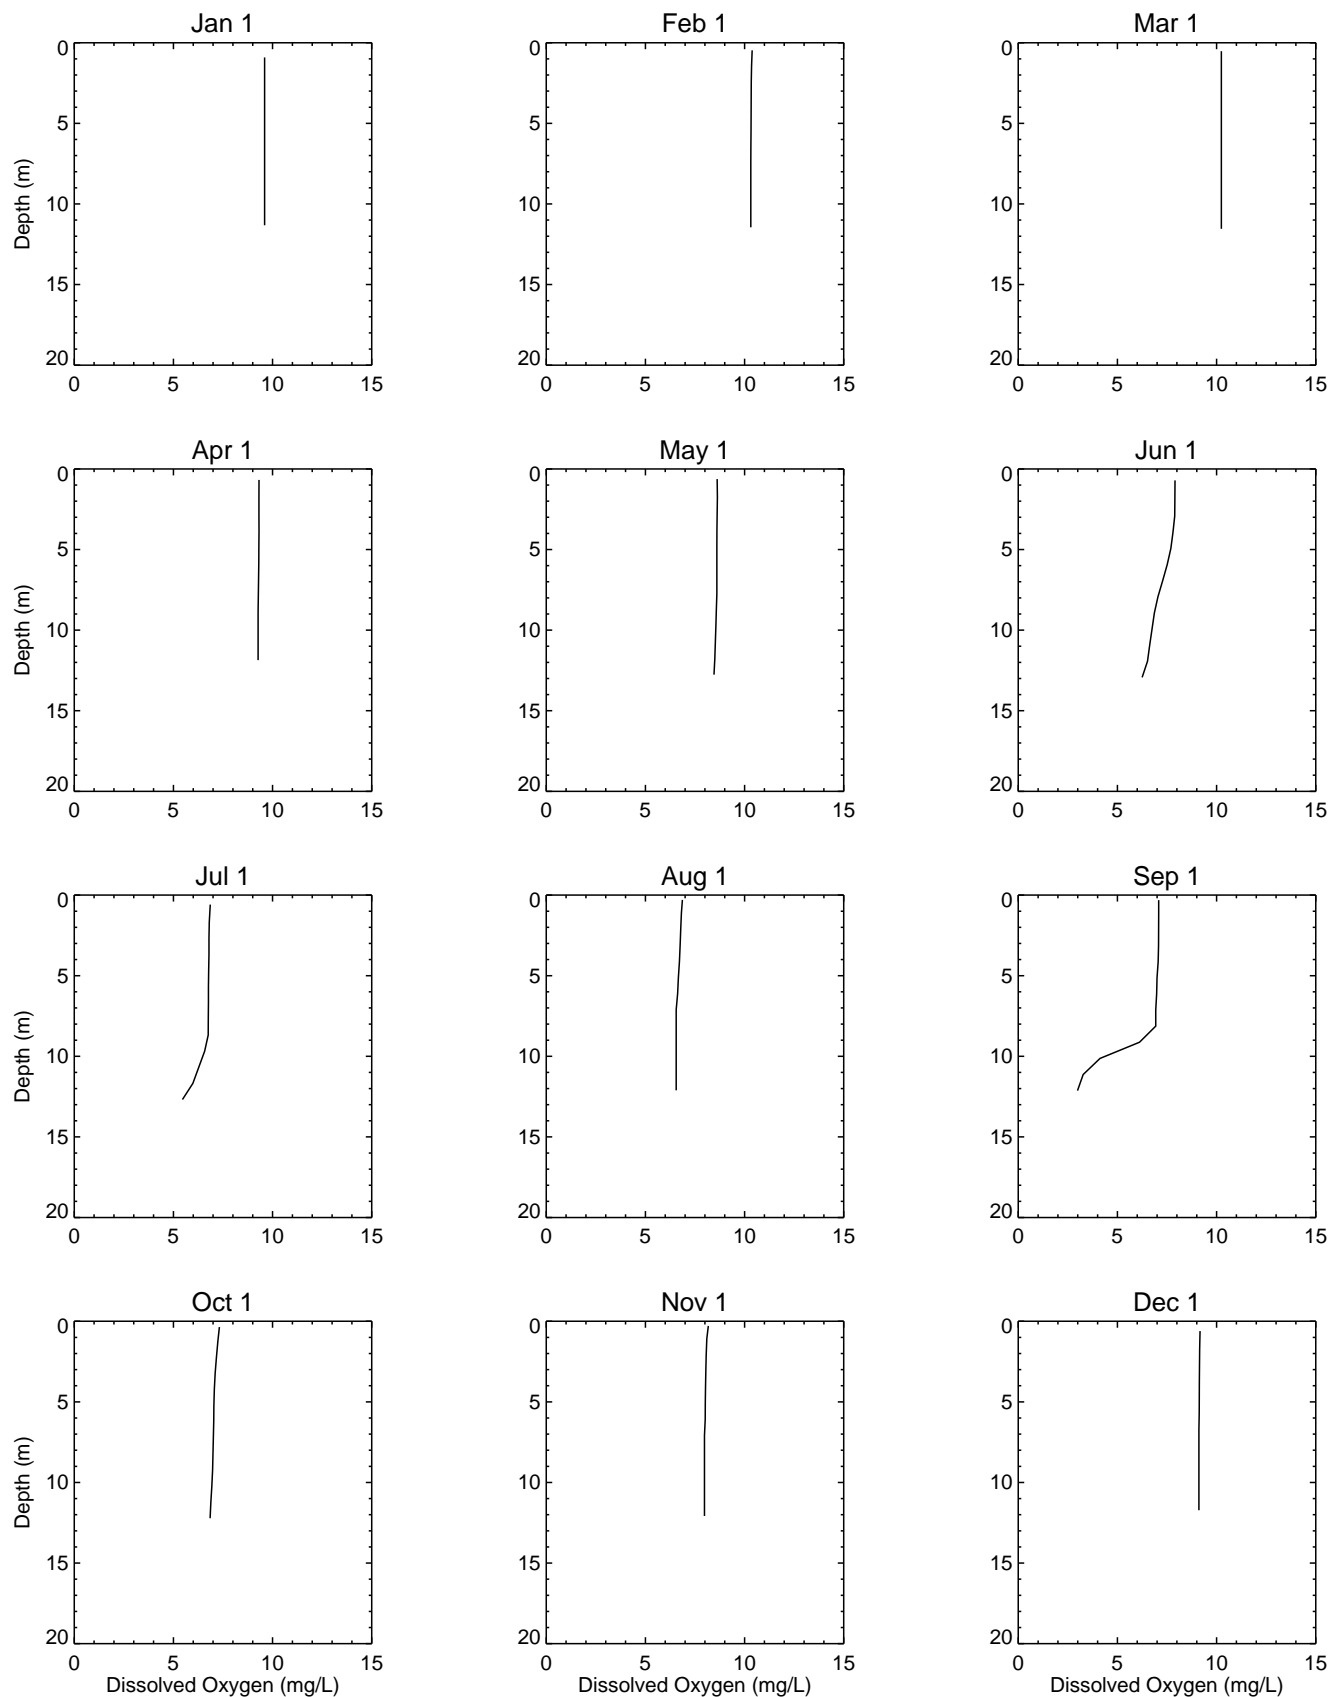 Jan 1 Feb 1 Mar 1
0 0 0
5 5 5
Depth (m)
10 10 10
15 15 15
20 20 20
0 5 10 15 0 5 10 15 0 5 10 15
Apr 1 May 1 Jun 1
0 0 0
5 5 5
Depth (m)
10 10 10
15 15 15
20 20 20
0 5 10 15 0 5 10 15 0 5 10 15
Jul 1 Aug 1 Sep 1
0 0 0
5 5 5
Depth (m)
10 10 10
15 15 15
20 20 20
0 5 10 15 0 5 10 15 0 5 10 15
Oct 1 Nov 1 Dec 1
0 0 0
5 5 5
Depth (m)
10 10 10
15 15 15
20 20 20
0 5 10 15 0 5 10 15 0 5 10 15
Dissolved Oxygen (mg/L) Dissolved Oxygen (mg/L) Dissolved Oxygen (mg/L)